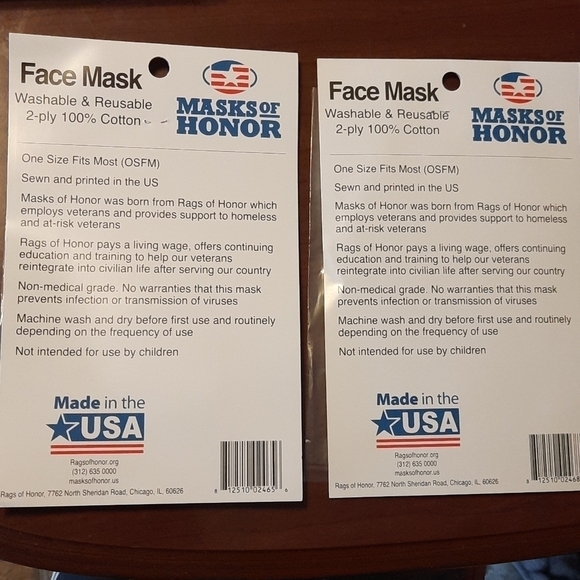 Face Mask
Washable & Reusable
2-ply 100% Cotton
MASKS OF
HONOR
One Size Fits Most (OSFM)
Sewn and printed in the US
Masks of Honor was born from Rags of Honor which
employs veterans and provides support to homeless
and at-risk veterans
Rags of Honor pays a living wage, offers continuing
education and training to help our veterans
reintegrate into civilian life after serving our country
Non-medical grade. No warranties that this mask
prevents infection or transmission of viruses
Machine wash and dry before first use and routinely
depending on the frequency of use
Not intended for use by children
Made in the
USA
Ragsofhonor.org
(312) 635 0000
masksofhonor.us
Rags of Honor, 7762 North Sheridan Road, Chicago, IL, 60626
8 12510 02465 6
Face Mask
Washable & Reusable
2-ply 100% Cotton
MASKS OF
HONOR
One Size Fits Most (OSFM)
Sewn and printed in the US
Masks of Honor was born from Rags of Honor which
employs veterans and provides support to homeless
and at-risk veterans
Rags of Honor pays a living wage, offers continuing
education and training to help our veterans
reintegrate into civilian life after serving our country
Non-medical grade. No warranties that this mask
prevents infection or transmission of viruses
Machine wash and dry before first use and routinely
depending on the frequency of use
Not intended for use by children
Made in the
USA
Ragsofhonor.org
(312) 635 0000
masksofhonor.us
Rags of Honor, 7762 North Sheridan Road, Chicago, IL, 60626
12510 02468